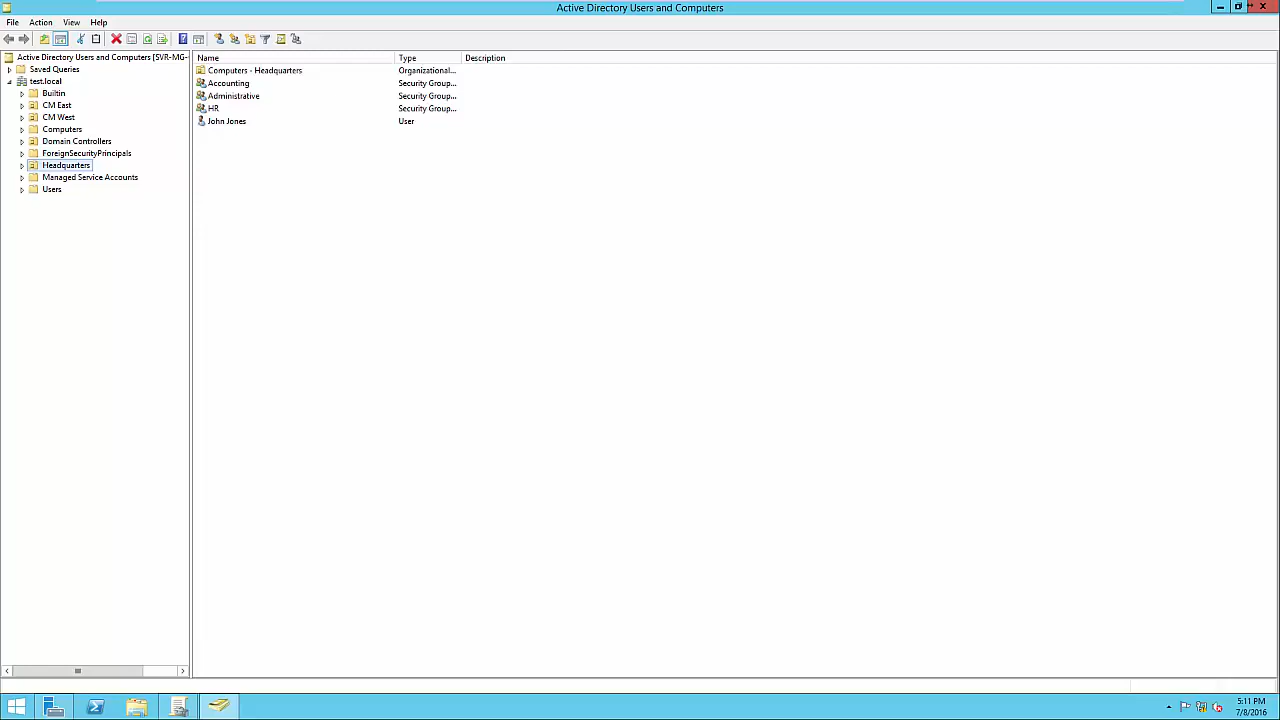 Active Directory Users and Computers
File Action View Help
Active Directory Users and Computers [SVR-MG-
Saved Queries
test.local
Builtin
CM East
CM West
Computers
Domain Controllers
ForeignSecurityPrincipals
Headquarters
Managed Service Accounts
Users
Name Type Description
Computers - Headquarters Organizational...
Accounting Security Group...
Administrative Security Group...
HR Security Group...
John Jones User
5:11 PM
7/8/2016